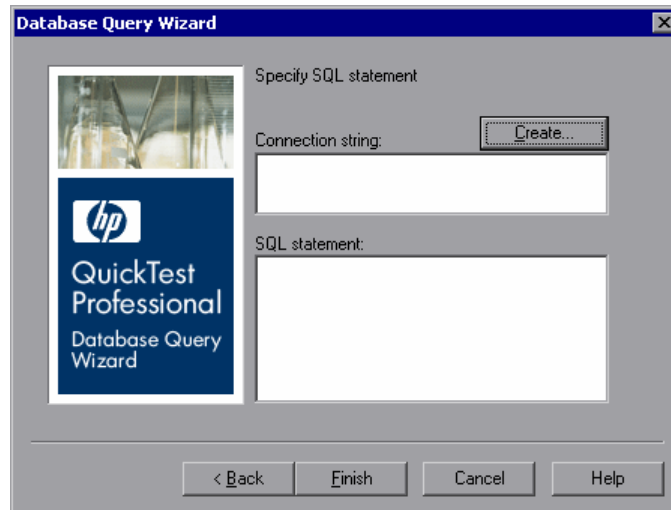 Database Query Wizard
Specify SQL statement
Connection string:
Create...
hp
QuickTest
Professional
Database Query
Wizard
SQL statement:
< Back
Finish
Cancel
Help